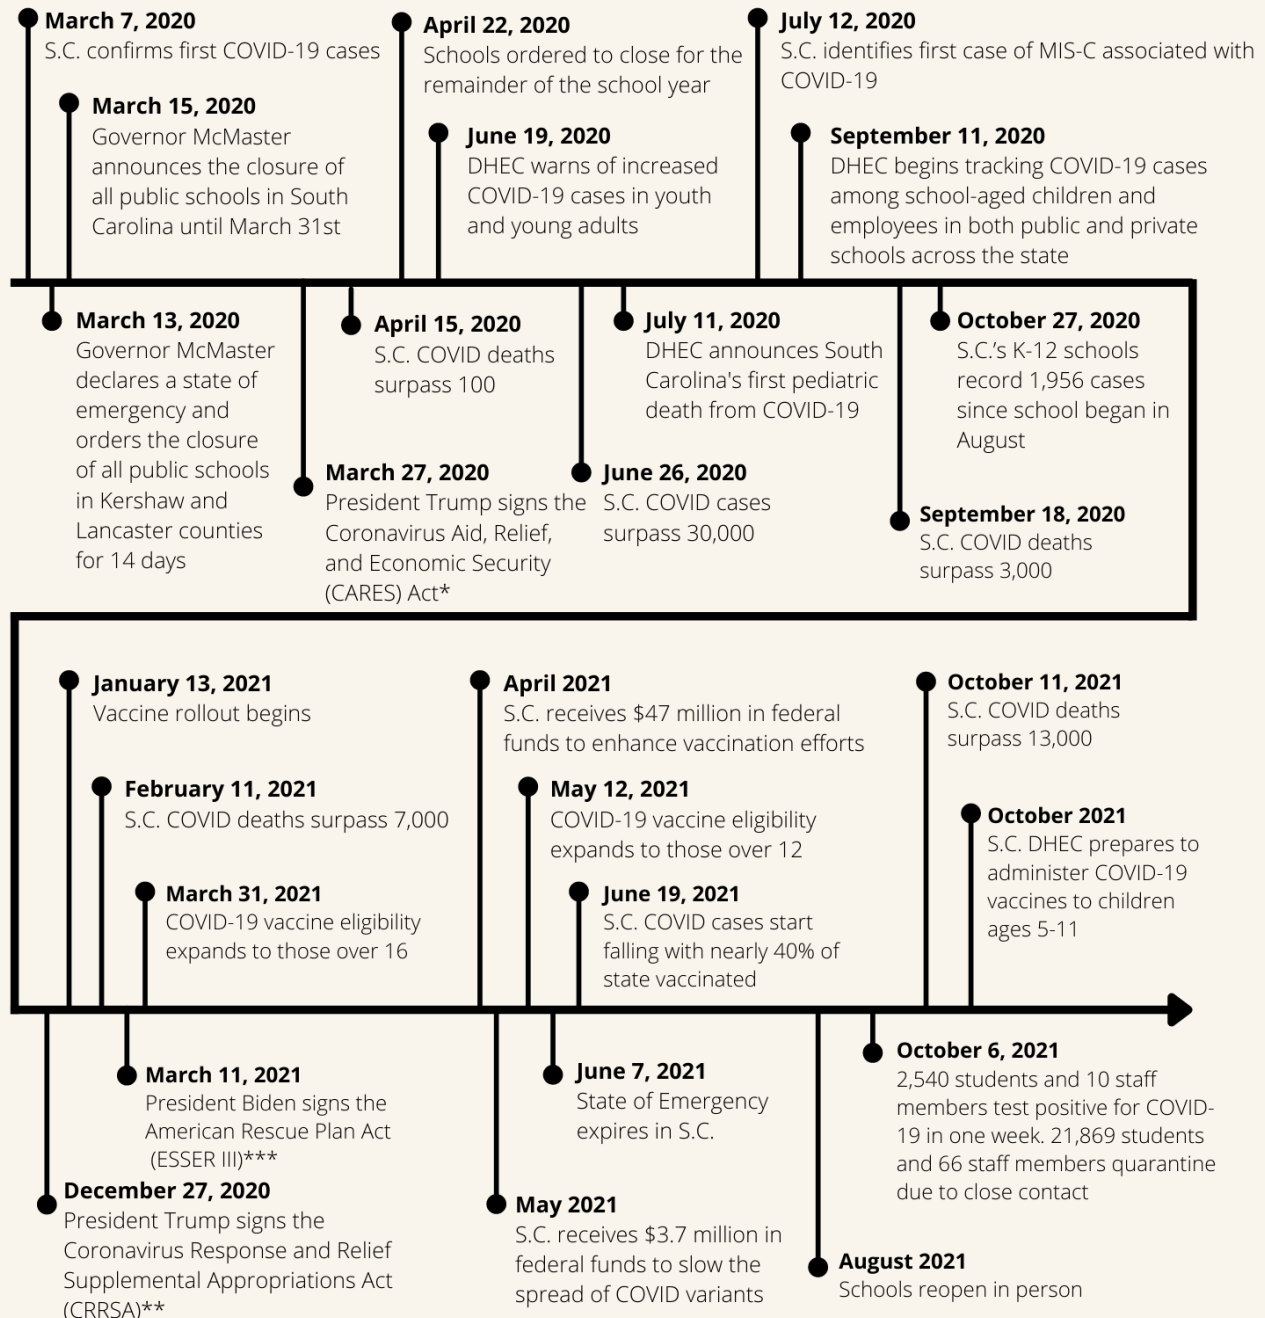 March 7, 2020
S.C. confirms first COVID-19 cases
March 15, 2020
Governor McMaster
announces the closure of
all public schools in South
Carolina until March 31st
April 22, 2020
Schools ordered to close for the
remainder of the school year
June 19, 2020
DHEC warns of increased
COVID-19 cases in youth
and young adults
July 12, 2020
S.C. identifies first case of MIS-C associated with
COVID-19
September 11, 2020
DHEC begins tracking COVID-19 cases
among school-aged children and
employees in both public and private
schools across the state
March 13, 2020
Governor McMaster
declares a state of
emergency and
orders the closure
of all public schools
in Kershaw and
Lancaster counties
for 14 days
March 27, 2020
President Trump signs the
Coronavirus Aid, Relief,
and Economic Security
(CARES) Act*
April 15, 2020
S.C. COVID deaths
surpass 100
June 26, 2020
S.C. COVID cases
surpass 30,000
July 11, 2020
DHEC announces South
Carolina's first pediatric
death from COVID-19
September 18, 2020
S.C. COVID deaths
surpass 3,000
October 27, 2020
S.C.’s K-12 schools
record 1,956 cases
since school began in
August
January 13, 2021
Vaccine rollout begins
February 11, 2021
S.C. COVID deaths surpass 7,000
March 31, 2021
COVID-19 vaccine eligibility
expands to those over 16
April 2021
S.C. receives $47 million in federal
funds to enhance vaccination efforts
May 12, 2021
COVID-19 vaccine eligibility
expands to those over 12
June 19, 2021
S.C. COVID cases start
falling with nearly 40% of
state vaccinated
October 11, 2021
S.C. COVID deaths
surpass 13,000
October 2021
S.C. DHEC prepares to
administer COVID-19
vaccines to children
ages 5-11
March 11, 2021
President Biden signs the
American Rescue Plan Act
(ESSER III)***
December 27, 2020
President Trump signs the
Coronavirus Response and Relief
Supplemental Appropriations Act
(CRRSA)**
June 7, 2021
State of Emergency
expires in S.C.
May 2021
S.C. receives $3.7 million in
federal funds to slow the
spread of COVID variants
October 6, 2021
2,540 students and 10 staff
members test positive for COVID-
19 in one week. 21,869 students
and 66 staff members quarantine
due to close contact
August 2021
Schools reopen in person